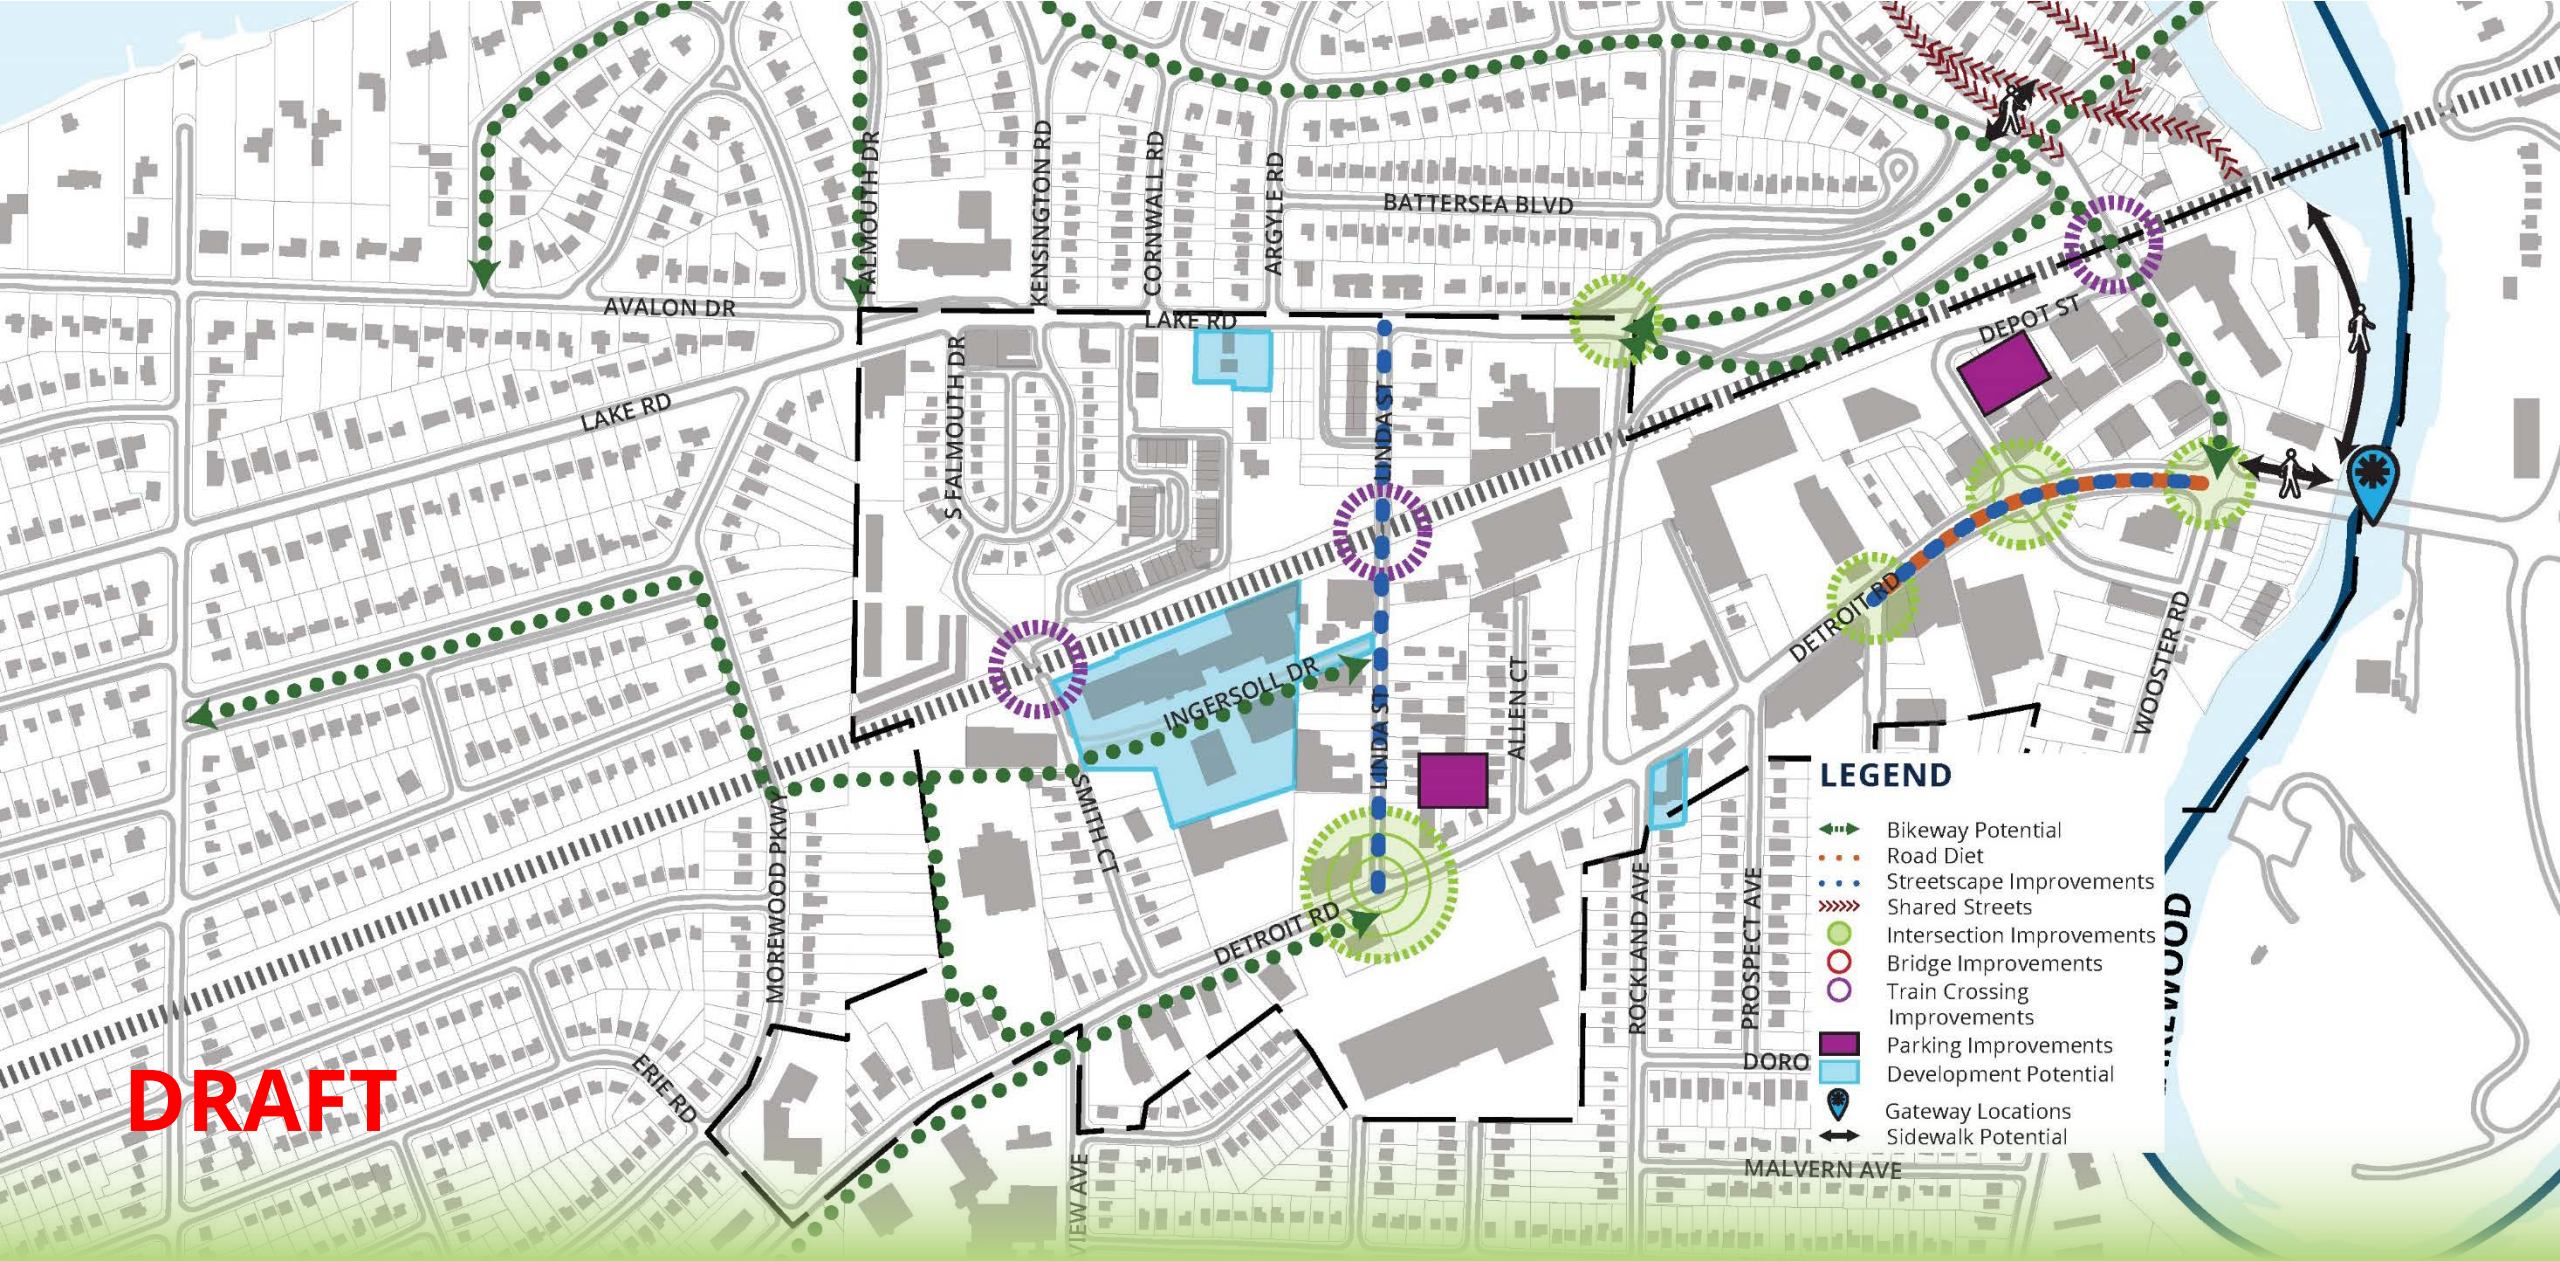 FALMOUTH DR
KENSINGTON RD
CORNWALL RD
ARGYLE RD
BATTERSEA BLVD
AVALON DR
LAKE RD
DEPOT ST
LAKE RD
S FALMOUTH DR
LINDA ST
DETROIT RD
WOOSTER RD
INGERSOLL DR
LINDA ST
ALLEN CT
SMITH CT
MOREWOOD PKWY
DETROIT RD
ROCKLAND AVE
PROSPECT AVE
ERIE RD
DORO
MALVERN AVE
VIEW AVE
DRAFT
LEGEND
Bikeway Potential
Road Diet
Streetscape Improvements
Shared Streets
Intersection Improvements
Bridge Improvements
Train Crossing
Improvements
Parking Improvements
Development Potential
Gateway Locations
Sidewalk Potential